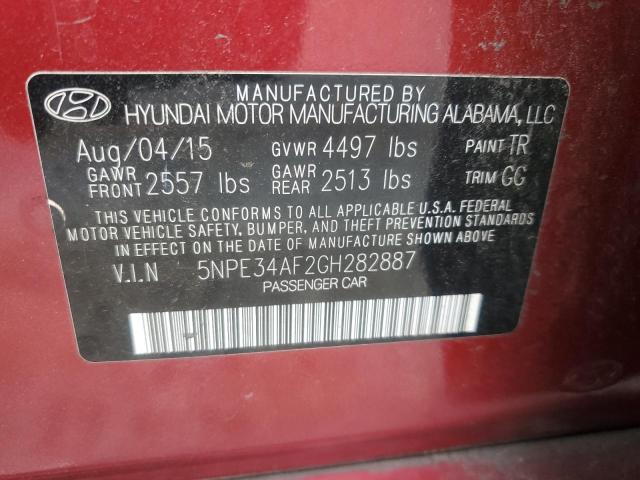 MANUFACTURED BY
HYUNDAI MOTOR MANUFACTURING ALABAMA, LLC
Aug/04/15 GVWR 4497 lbs PAINT TR
GAWR FRONT 2557 lbs GAWR REAR 2513 lbs TRIM GG
THIS VEHICLE CONFORMS TO ALL APPLICABLE U.S.A. FEDERAL
MOTOR VEHICLE SAFETY, BUMPER, AND THEFT PREVENTION STANDARDS
IN EFFECT ON THE DATE OF MANUFACTURE SHOWN ABOVE.
V.I.N 5NPE34AF2GH282887
PASSENGER CAR